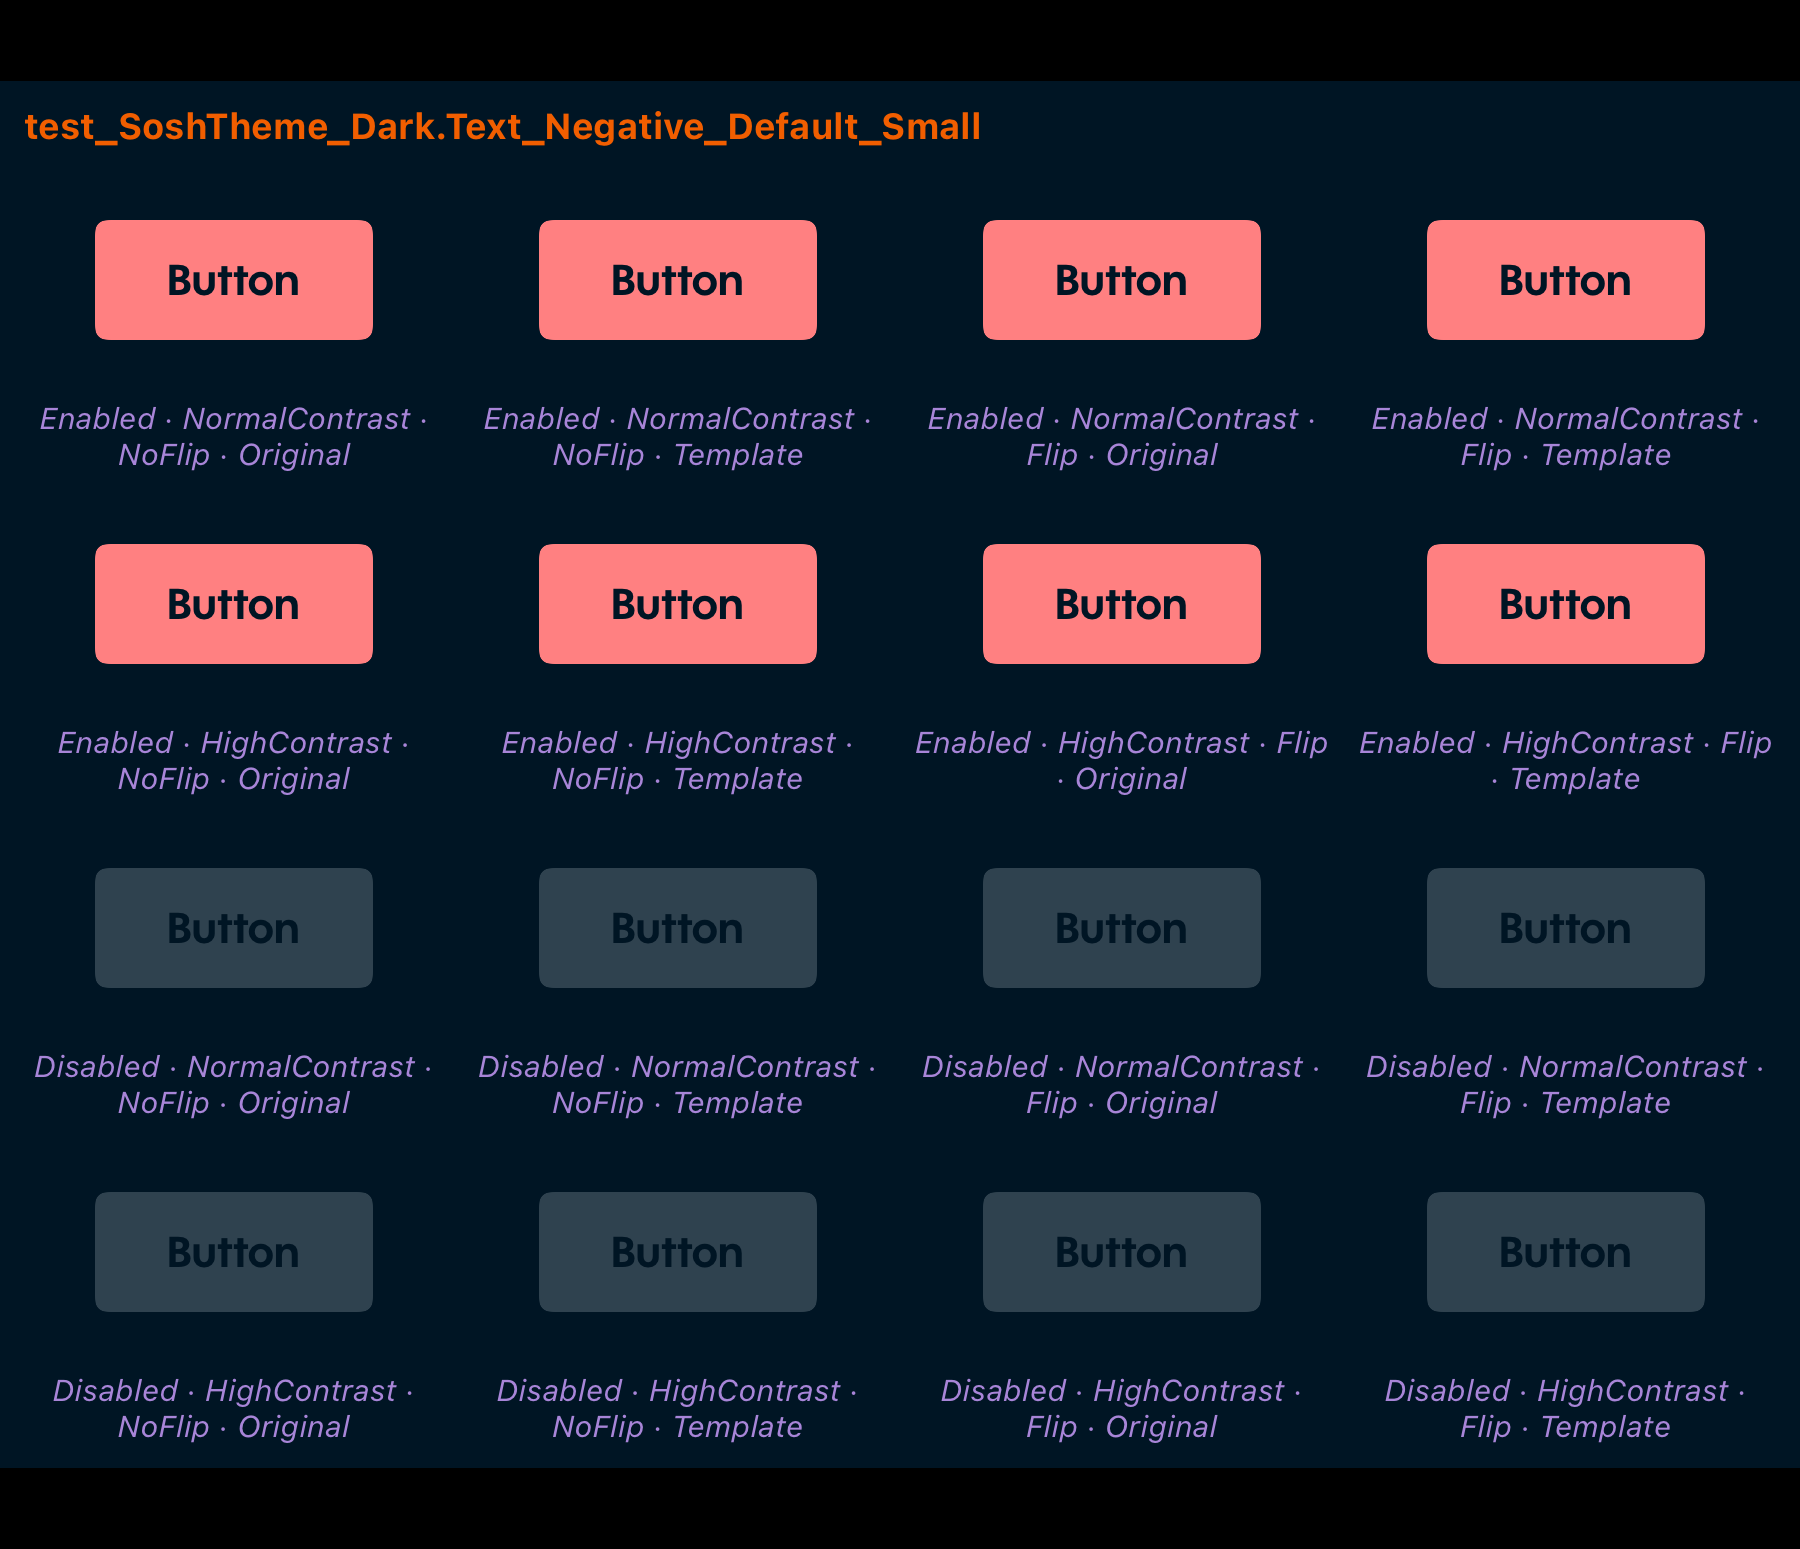 test_SoshTheme_Dark.Text_Negative_Default_Small
Button Button Button Button
Enabled · NormalContrast ·
NoFlip · Original
Enabled · NormalContrast ·
NoFlip · Template
Enabled · NormalContrast ·
Flip · Original
Enabled · NormalContrast ·
Flip · Template
Button Button Button Button
Enabled · HighContrast ·
NoFlip · Original
Enabled · HighContrast ·
NoFlip · Template
Enabled · HighContrast · Flip
· Original
Enabled · HighContrast · Flip
· Template
Button Button Button Button
Disabled · NormalContrast ·
NoFlip · Original
Disabled · NormalContrast ·
NoFlip · Template
Disabled · NormalContrast ·
Flip · Original
Disabled · NormalContrast ·
Flip · Template
Button Button Button Button
Disabled · HighContrast ·
NoFlip · Original
Disabled · HighContrast ·
NoFlip · Template
Disabled · HighContrast ·
Flip · Original
Disabled · HighContrast ·
Flip · Template